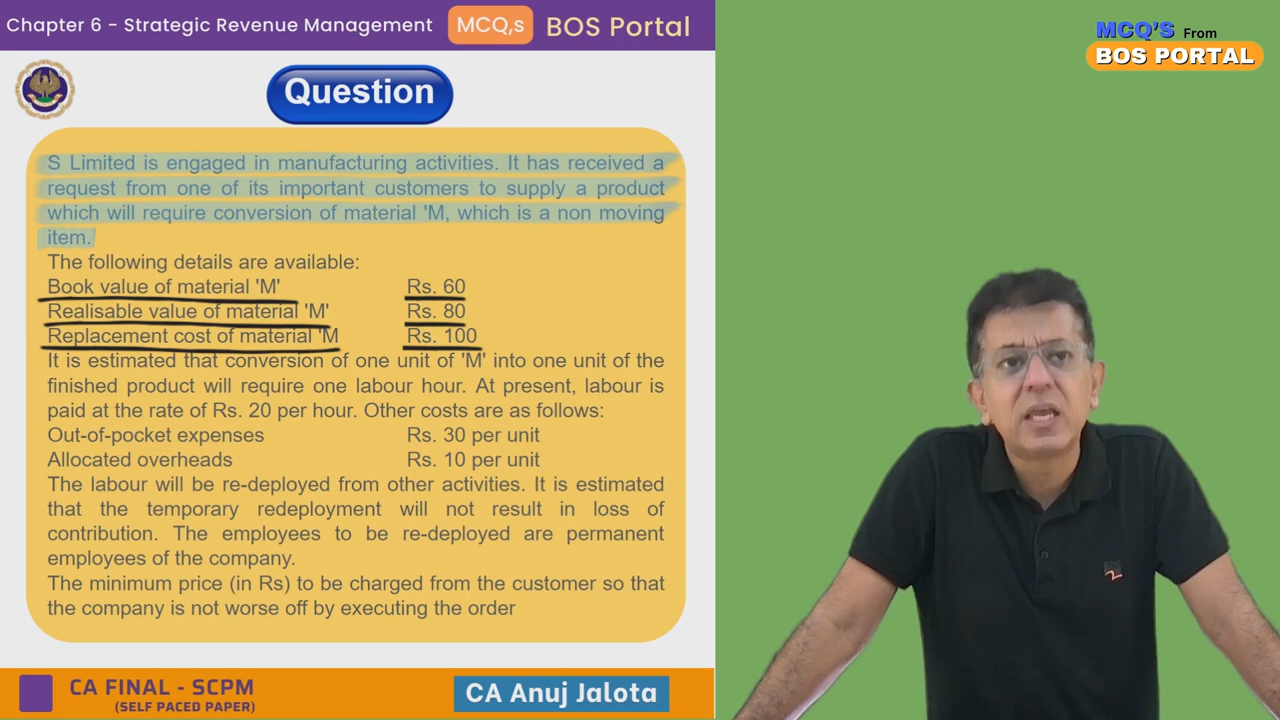 Chapter 6 - Strategic Revenue Management MCQ,s BOS Portal
MCQ'S From
BOS PORTAL
Question
S Limited is engaged in manufacturing activities. It has received a
request from one of its important customers to supply a product
which will require conversion of material 'M, which is a non moving
item.
The following details are available:
Book value of material 'M' Rs. 60
Realisable value of material 'M' Rs. 80
Replacement cost of material 'M Rs. 100
It is estimated that conversion of one unit of 'M' into one unit of the
finished product will require one labour hour. At present, labour is
paid at the rate of Rs. 20 per hour. Other costs are as follows:
Out-of-pocket expenses Rs. 30 per unit
Allocated overheads Rs. 10 per unit
The labour will be re-deployed from other activities. It is estimated
that the temporary redeployment will not result in loss of
contribution. The employees to be re-deployed are permanent
employees of the company.
The minimum price (in Rs) to be charged from the customer so that
the company is not worse off by executing the order
CA FINAL - SCPM
(SELF PACED PAPER)
CA Anuj Jalota